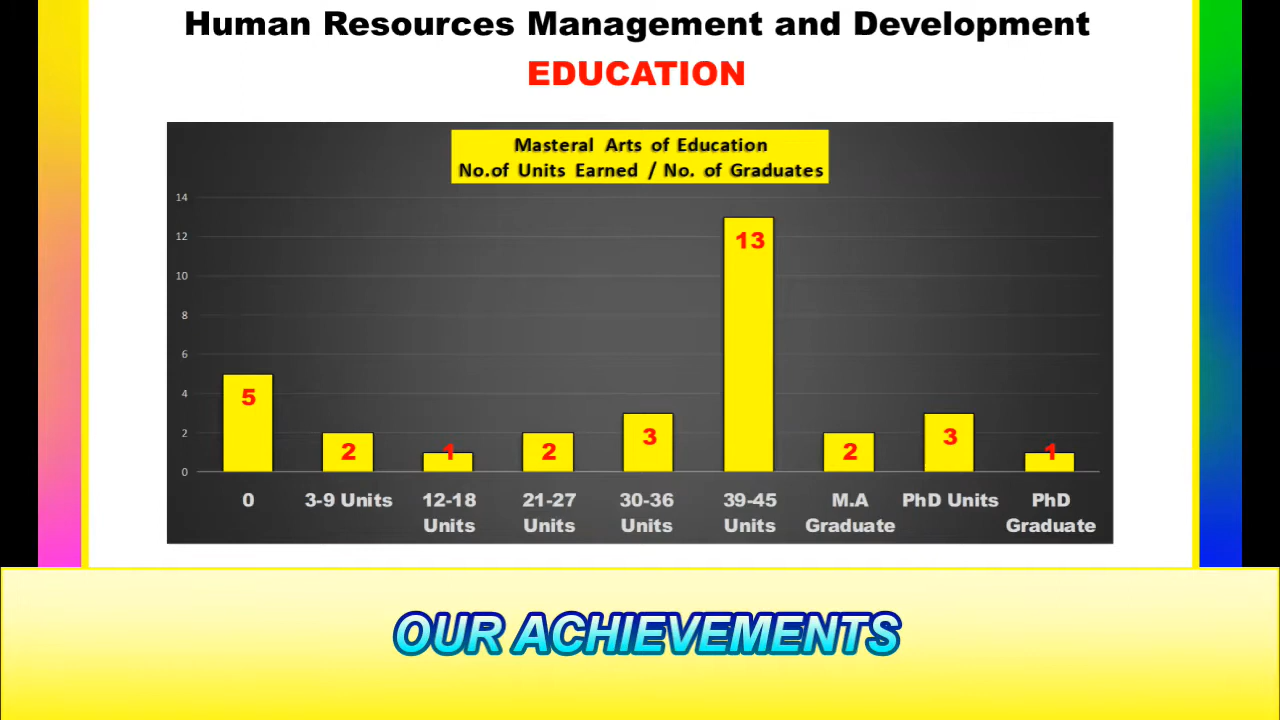 Human Resources Management and Development
EDUCATION
Masteral Arts of Education
No.of Units Earned / No. of Graduates
14
12
10
8
6
4
2
0
5
2
1
2
3
13
2
3
1
0
3-9 Units
12-18 Units
21-27 Units
30-36 Units
39-45 Units
M.A Graduate
PhD Units
PhD Graduate
OUR ACHIEVEMENTS